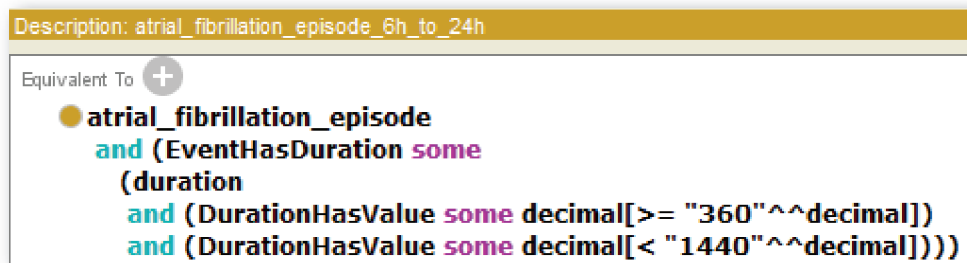 Description: atrial_fibrillation_episode_6h_to_24h
Equivalent To
atrial_fibrillation_episode
and (EventHasDuration some
(duration
and (DurationHasValue some decimal[>= "360"^^decimal])
and (DurationHasValue some decimal[< "1440"^^decimal])))